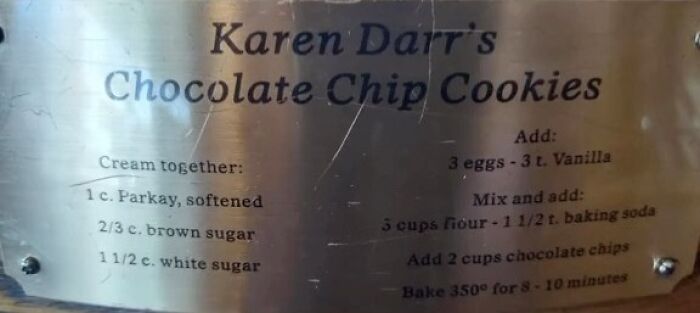 Karen Darr's
Chocolate Chip Cookies
Cream together:
1 c. Parkay, softened
2/3 c. brown sugar
1 1/2 c. white sugar
Add:
3 eggs - 3 t. Vanilla
Mix and add:
3 cups flour - 1 1/2 t. baking soda
Add 2 cups chocolate chips
Bake 350º for 8 - 10 minutes